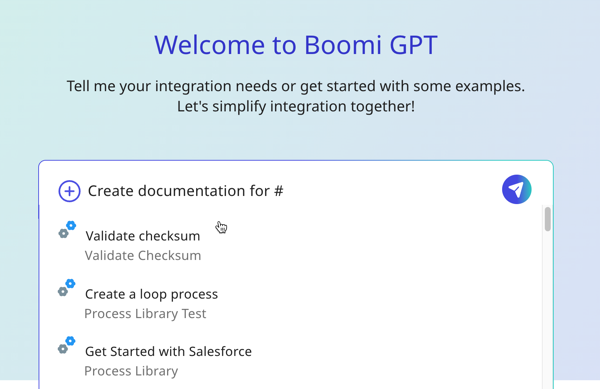 Welcome to Boomi GPT
Tell me your integration needs or get started with some examples.
Let's simplify integration together!
Create documentation for #
Validate checksum
Validate Checksum
Create a loop process
Process Library Test
Get Started with Salesforce
Process Library